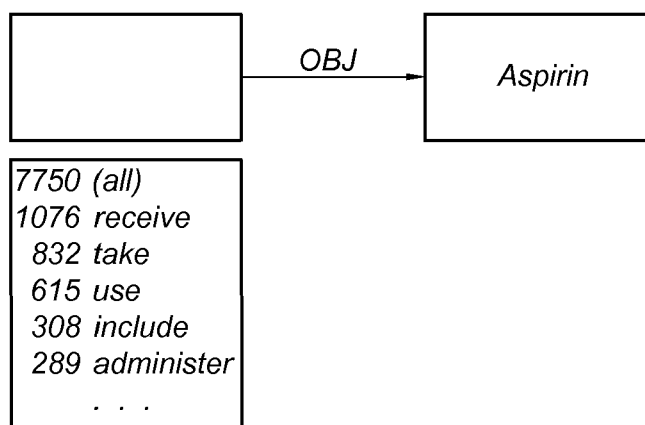 OBJ
Aspirin
7750 (all)
1076 receive
832 take
615 use
308 include
289 administer
. . .